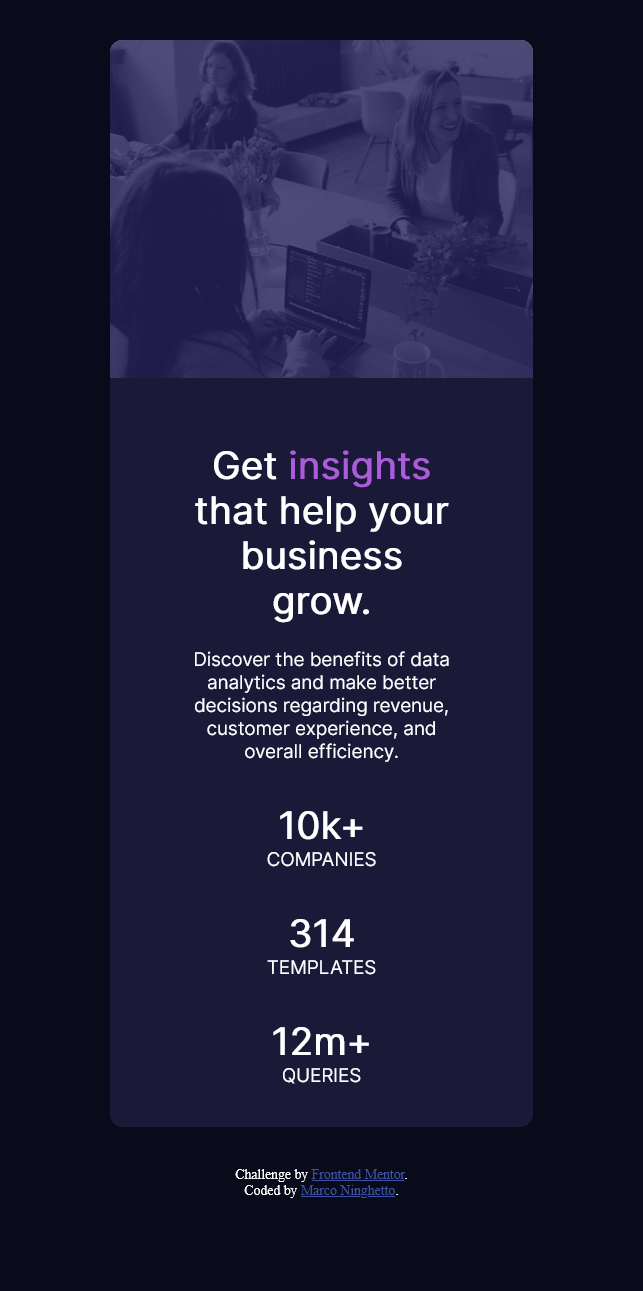 Get insights
that help your
business
grow.
Discover the benefits of data
analytics and make better
decisions regarding revenue,
customer experience, and
overall efficiency.
10k+
COMPANIES
314
TEMPLATES
12m+
QUERIES
Challenge by Frontend Mentor.
Coded by Marco Ninghetto.